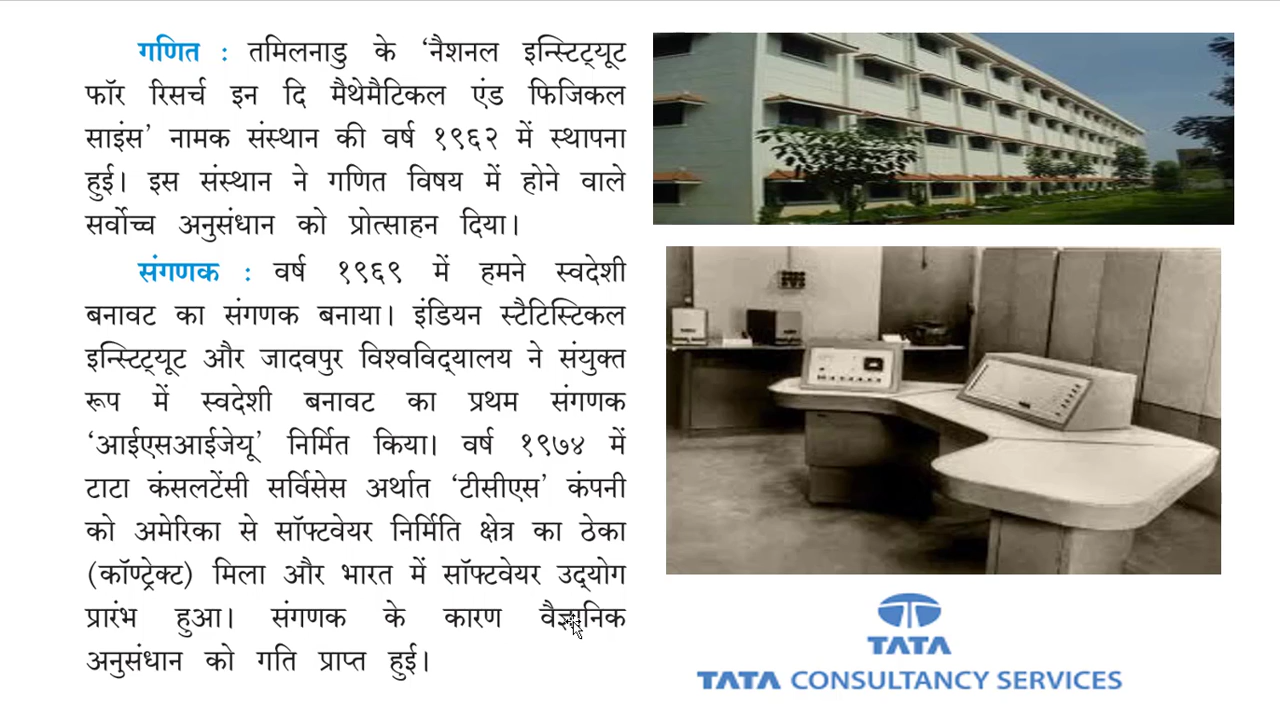 गणित : तमिलनाडु के ‘नैशनल इन्स्टिट्यूट
फॉर रिसर्च इन दि मैथेमैटिकल एंड फिजिकल
साइंस’ नामक संस्थान की वर्ष १९६२ में स्थापना
हुई। इस संस्थान ने गणित विषय में होने वाले
सर्वोच्च अनुसंधान को प्रोत्साहन दिया।
संगणक : वर्ष १९६९ में हमने स्वदेशी
बनावट का संगणक बनाया। इंडियन स्टैटिस्टिकल
इन्स्टिट्यूट और जादवपुर विश्वविद्यालय ने संयुक्त
रूप में स्वदेशी बनावट का प्रथम संगणक
‘आईएसआईजेयू’ निर्मित किया। वर्ष १९७४ में
टाटा कंसलटेंसी सर्विसेस अर्थात ‘टीसीएस’ कंपनी
को अमेरिका से सॉफ्टवेयर निर्मिति क्षेत्र का ठेका
(कॉण्ट्रेक्ट) मिला और भारत में सॉफ्टवेयर उद्योग
प्रारंभ हुआ। संगणक के कारण वैज्ञानिक
अनुसंधान को गति प्राप्त हुई।
TATA
TATA CONSULTANCY SERVICES